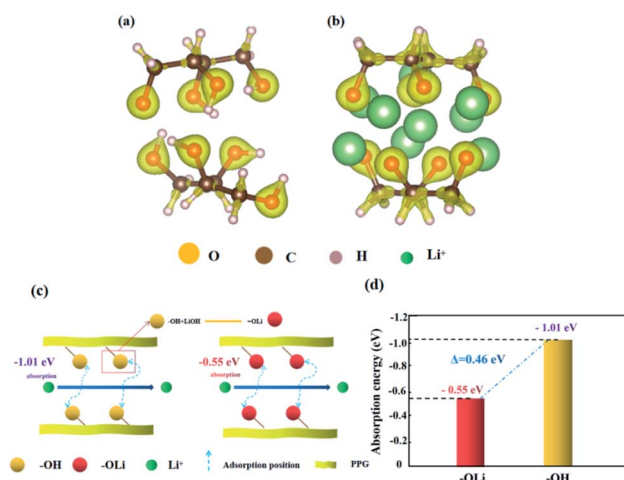 (a)
(b)
O
C
H
Li⁺
(c)
-OH+LiOH
-OLi
-1.01 eV
absorption
-0.55 eV
absorption
-OH
-OLi
Li⁺
Adsorption position
PPG
(d)
Absorption energy (eV)
-1.2
-1.0
-0.8
-0.6
-0.4
-0.2
0
- 1.01 eV
Δ=0.46 eV
- 0.55 eV
-OLi
-OH